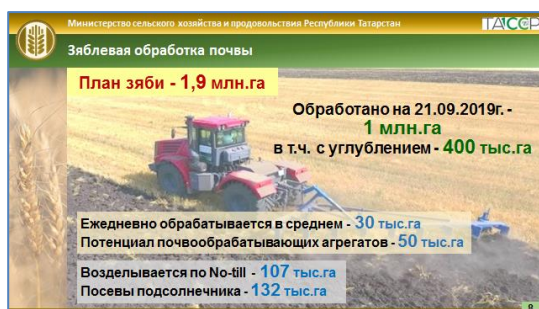 Министерство сельского хозяйства и продовольствия Республики Татарстан
ТАССР
Зяблевая обработка почвы
План зяби - 1,9 млн.га
Обработано на 21.09.2019г. -
1 млн.га
в т.ч. с углублением - 400 тыс.га
Ежедневно обрабатывается в среднем - 30 тыс.га
Потенциал почвообрабатывающих агрегатов - 50 тыс.га
Возделывается по No-till - 107 тыс.га
Посевы подсолнечника - 132 тыс.га
9